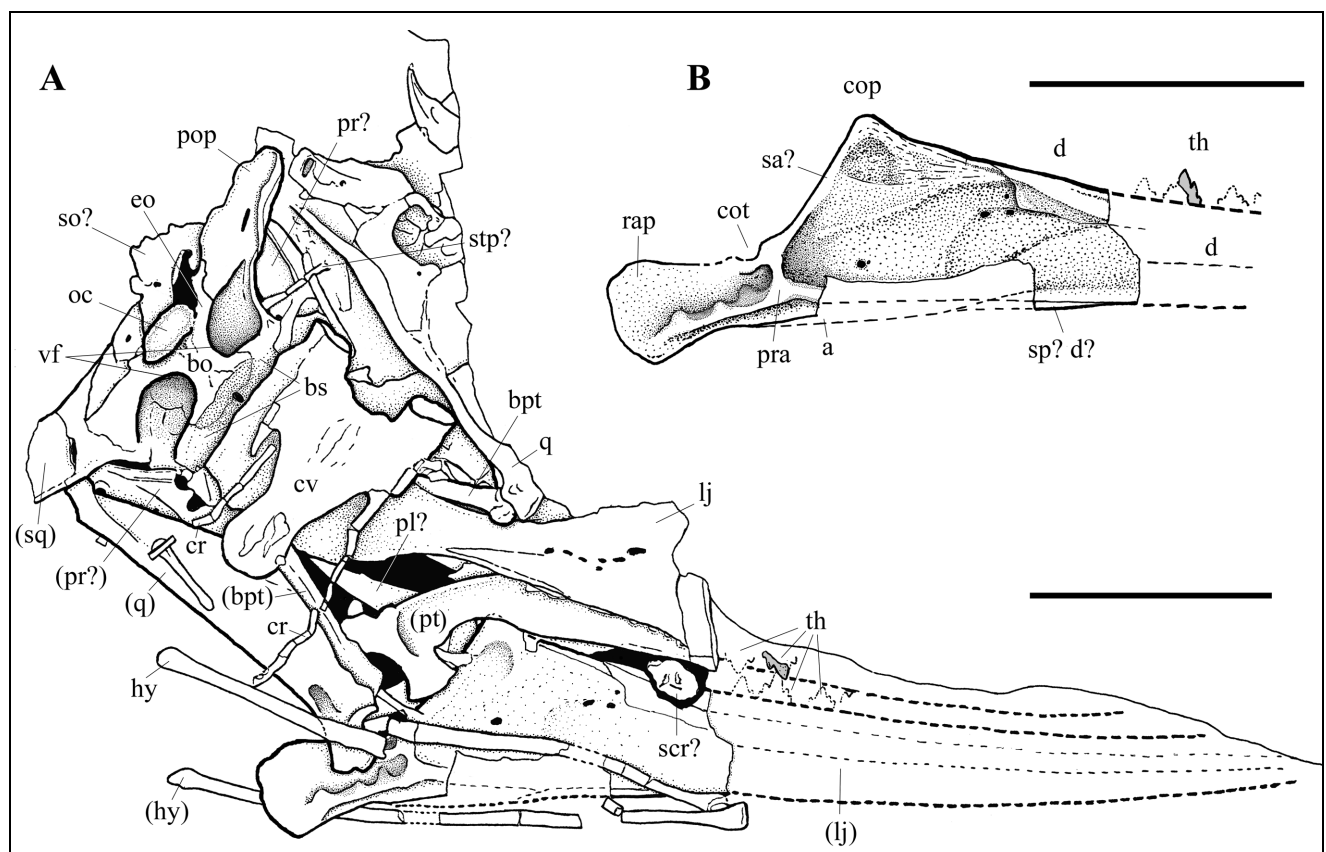 A
B
cop
pop
pr?
d
th
sa?
eo
so?
cot
rap
stp?
d
oc
vf
bo
pra
a
sp? d?
bs
bpt
q
cv
lj
(sq)
cr
pl?
(pr?)
(q)
(bpt)
cr
(pt)
th
hy
scr?
(hy)
(lj)